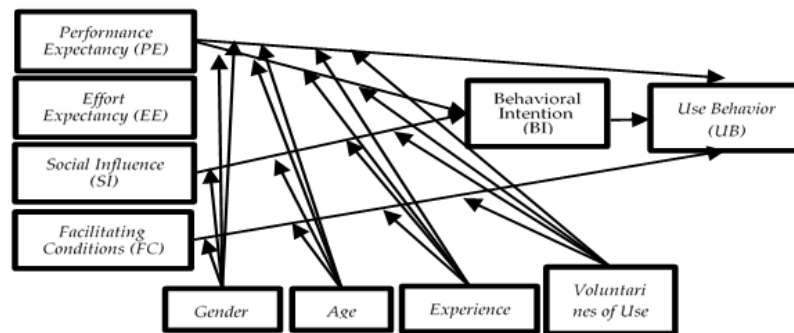 Performance
Expectancy (PE)
Effort
Expectancy (EE)
Social Influence
(SI)
Facilitating
Conditions (FC)
Behavioral
Intention
(BI)
Use Behavior
(UB)
Gender
Age
Experience
Voluntari
nes of Use